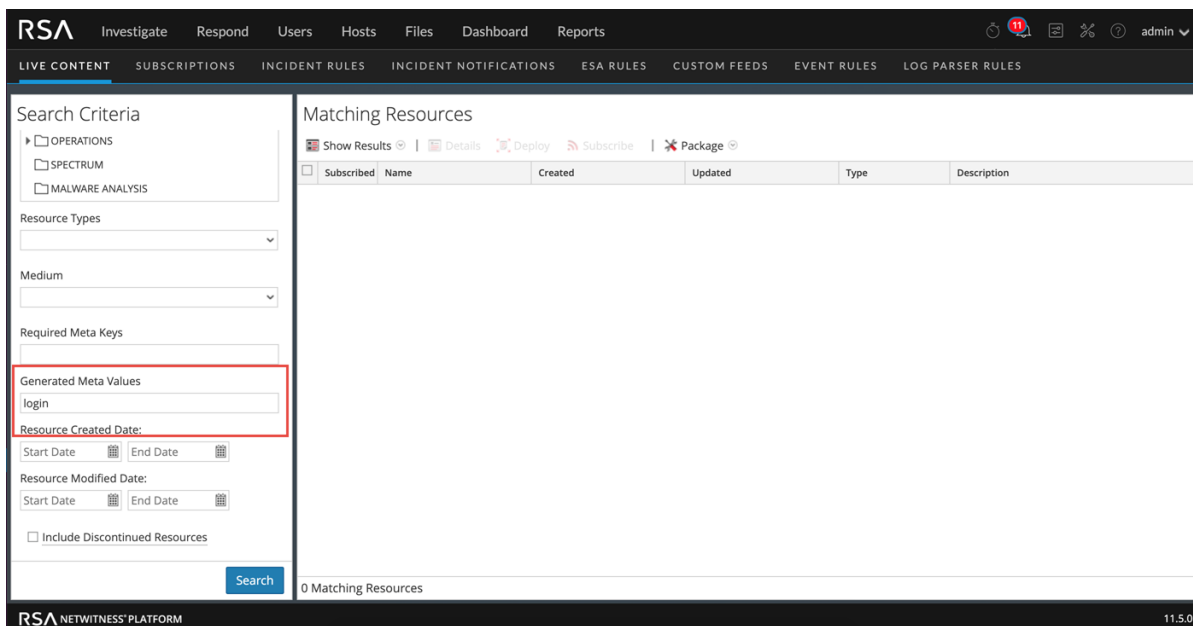 RSA Investigate Respond Users Hosts Files Dashboard Reports 11 admin
LIVE CONTENT SUBSCRIPTIONS INCIDENT RULES INCIDENT NOTIFICATIONS ESA RULES CUSTOM FEEDS EVENT RULES LOG PARSER RULES
Search Criteria
OPERATIONS
SPECTRUM
MALWARE ANALYSIS
Resource Types
Medium
Required Meta Keys
Generated Meta Values
login
Resource Created Date:
Start Date End Date
Resource Modified Date:
Start Date End Date
Include Discontinued Resources
Search
Matching Resources
Show Results | Details Deploy Subscribe | Package
Subscribed Name Created Updated Type Description
0 Matching Resources
RSA NETWITNESS® PLATFORM 11.5.0